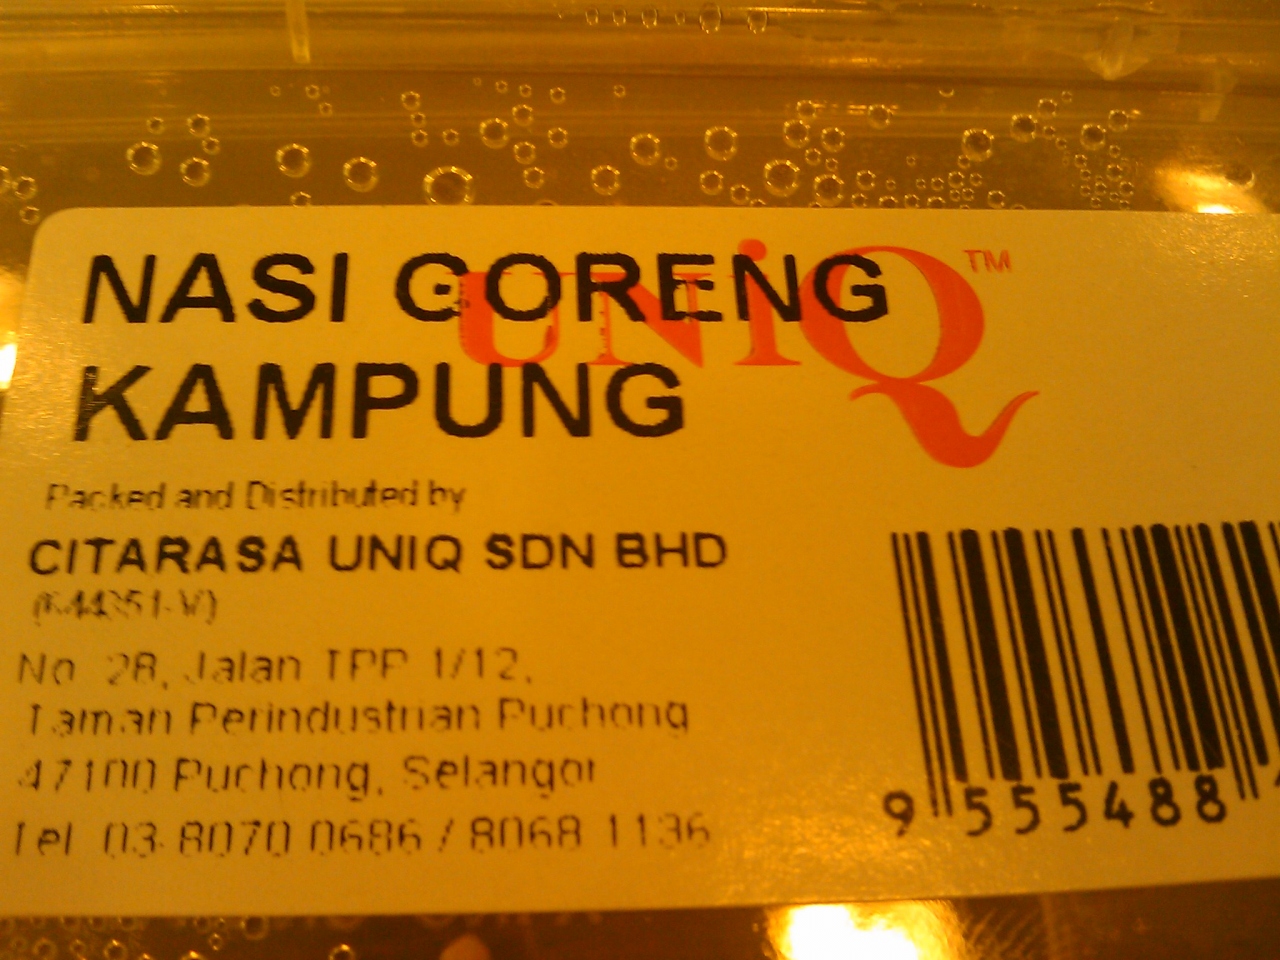 NASI GORENG
UNiQ™
KAMPUNG
Packed and Distributed by
CITARASA UNIQ SDN BHD
No. 28, Jalan TPP 1/12,
Taman Perindustrian Puchong
47100 Puchong, Selangor
Tel 03-8070 0686 / 8068 1136
9 555488